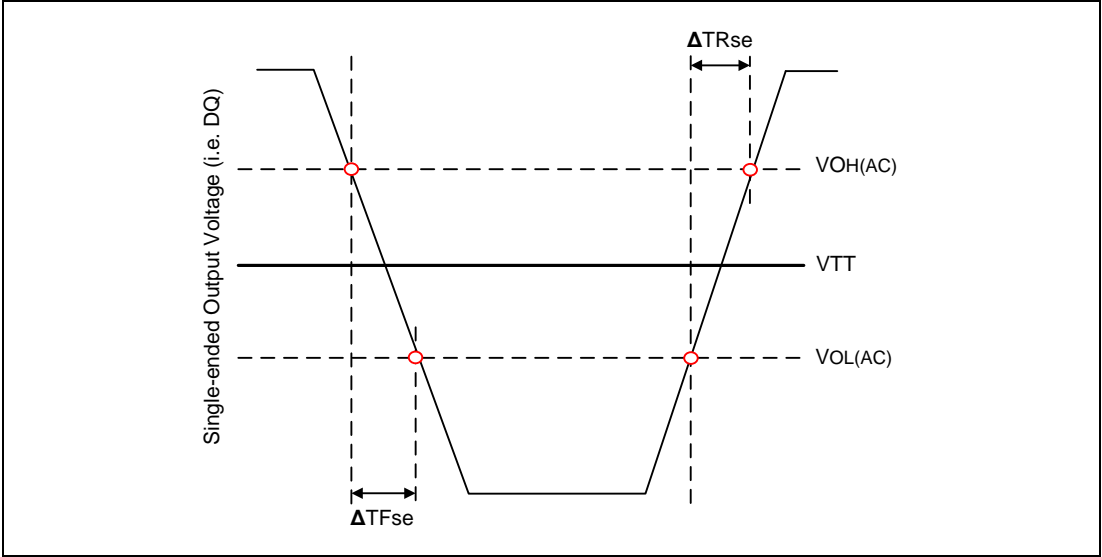 ΔTRse
Single-ended Output Voltage (i.e. DQ)
VOH(AC)
VTT
VOL(AC)
ΔTFse